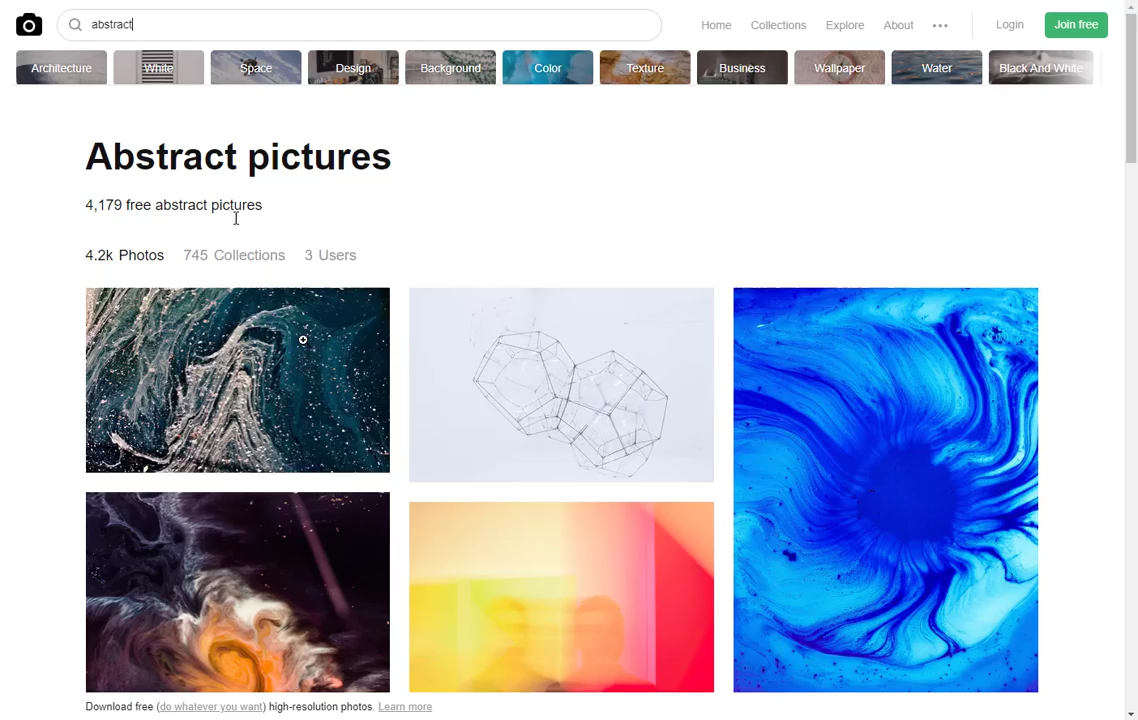 abstract
Home Collections Explore About ••• Login Join free
Architecture White Space Design Background Color Texture Business Wallpaper Water Black And White
Abstract pictures
4,179 free abstract pictures
4.2k Photos 745 Collections 3 Users
Download free (do whatever you want) high-resolution photos. Learn more